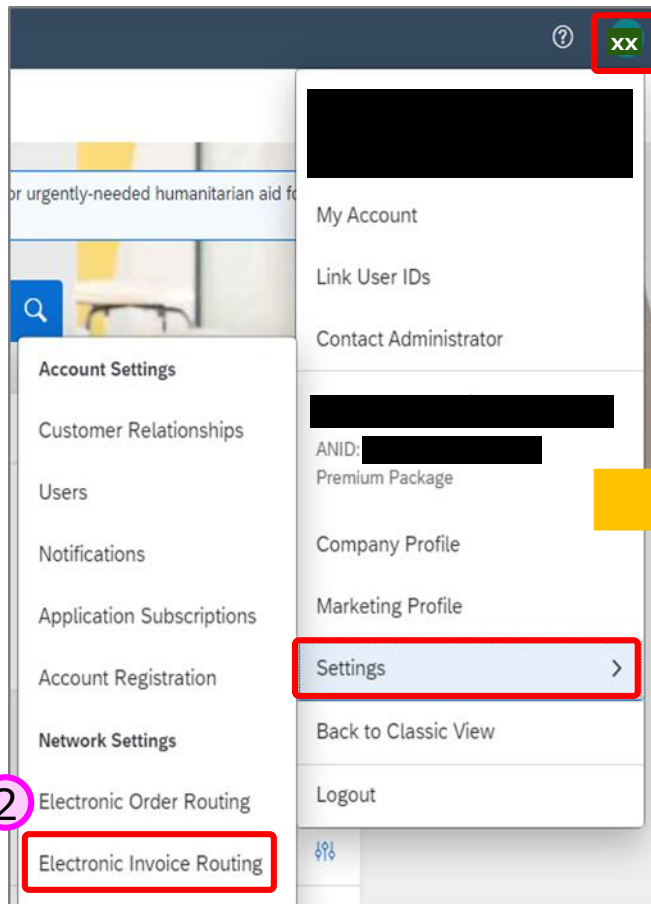 xx
or urgently-needed humanitarian aid fo
My Account
Link User IDs
Contact Administrator
ANID:
Premium Package
Company Profile
Marketing Profile
Settings
Back to Classic View
Logout
Account Settings
Customer Relationships
Users
Notifications
Application Subscriptions
Account Registration
Network Settings
2
Electronic Order Routing
Electronic Invoice Routing